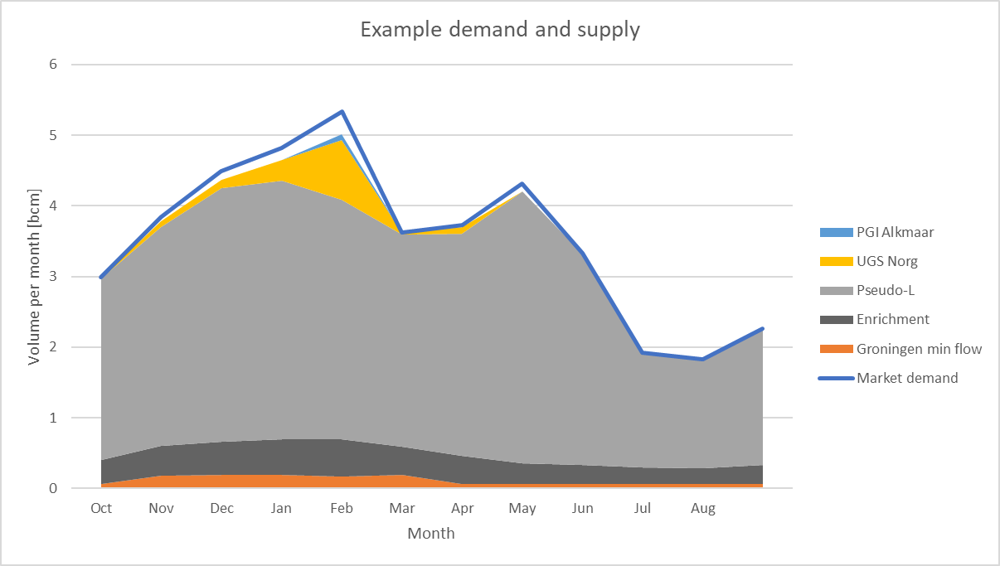 Example demand and supply
Volume per month [bcm]
6
5
4
3
2
1
0
Oct Nov Dec Jan Feb Mar Apr May Jun Jul Aug
Month
PGI Alkmaar
UGS Norg
Pseudo-L
Enrichment
Groningen min flow
Market demand